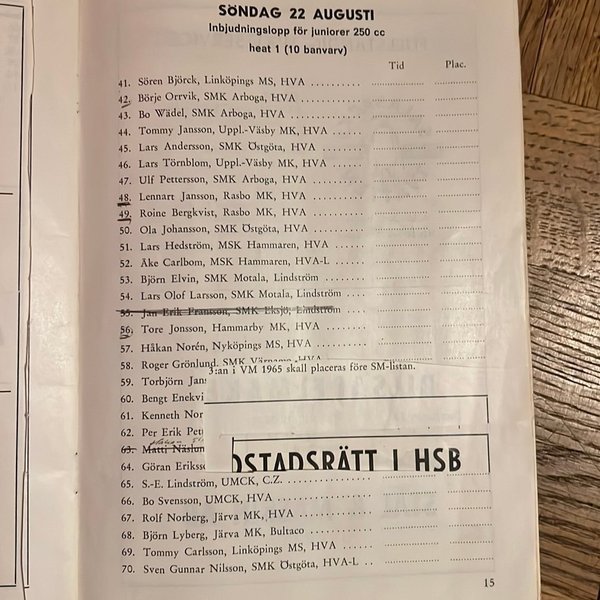 SÖNDAG 22 AUGUSTI
Inbjudningslopp för juniorer 250 cc
heat 1 (10 banvarv)
Tid Plac.
41. Sören Björck, Linköpings MS, HVA
42. Börje Orrvik, SMK Arboga, HVA
43. Bo Wädel, SMK Arboga, HVA
44. Tommy Jansson, Uppl.-Väsby MK, HVA
45. Lars Andersson, SMK Östgöta, HVA
46. Lars Törnblom, Uppl.-Väsby MK, HVA
47. Ulf Pettersson, SMK Arboga, HVA
48. Lennart Jansson, Rasbo MK, HVA
49. Roine Bergkvist, Rasbo MK, HVA
50. Ola Johansson, SMK Östgöta, HVA
51. Lars Hedström, MSK Hammaren, HVA
52. Åke Carlbom, MSK Hammaren, HVA-L
53. Björn Elvin, SMK Motala, Lindström
54. Lars Olof Larsson, SMK Motala, Lindström
55. Jan Erik Fransson, SMK Eksjö, Lindström
56. Tore Jonsson, Hammarby MK, HVA
57. Håkan Norén, Nyköpings MS, HVA
58. Roger Grönlund, SMK Värnamo, HVA
3:an i VM 1965 skall placeras före SM-listan.
59. Torbjörn Jans
60. Bengt Enekvi
61. Kenneth Nor
62. Per Erik Pett
63. Matti Näslun
64. Göran Erikss
OSTADSRÄTT I HSB
65. S.-E. Lindström, UMCK, C.Z.
66. Bo Svensson, UMCK, HVA
67. Rolf Norberg, Järva MK, HVA
68. Björn Lyberg, Järva MK, Bultaco
69. Tommy Carlsson, Linköpings MS, HVA
70. Sven Gunnar Nilsson, SMK Östgöta, HVA-L
15